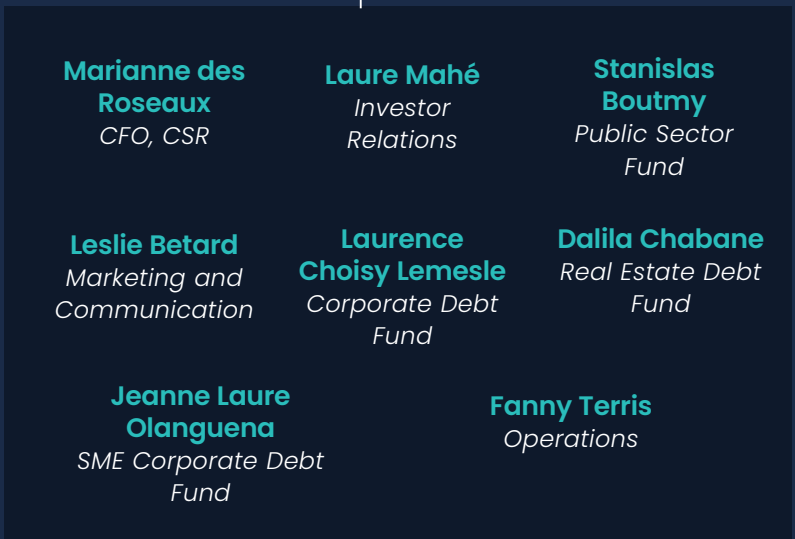 Marianne des
Roseaux
CFO, CSR
Laure Mahé
Investor
Relations
Stanislas
Boutmy
Public Sector
Fund
Leslie Betard
Marketing and
Communication
Laurence
Choisy Lemesle
Corporate Debt
Fund
Dalila Chabane
Real Estate Debt
Fund
Jeanne Laure
Olanguena
SME Corporate Debt
Fund
Fanny Terris
Operations